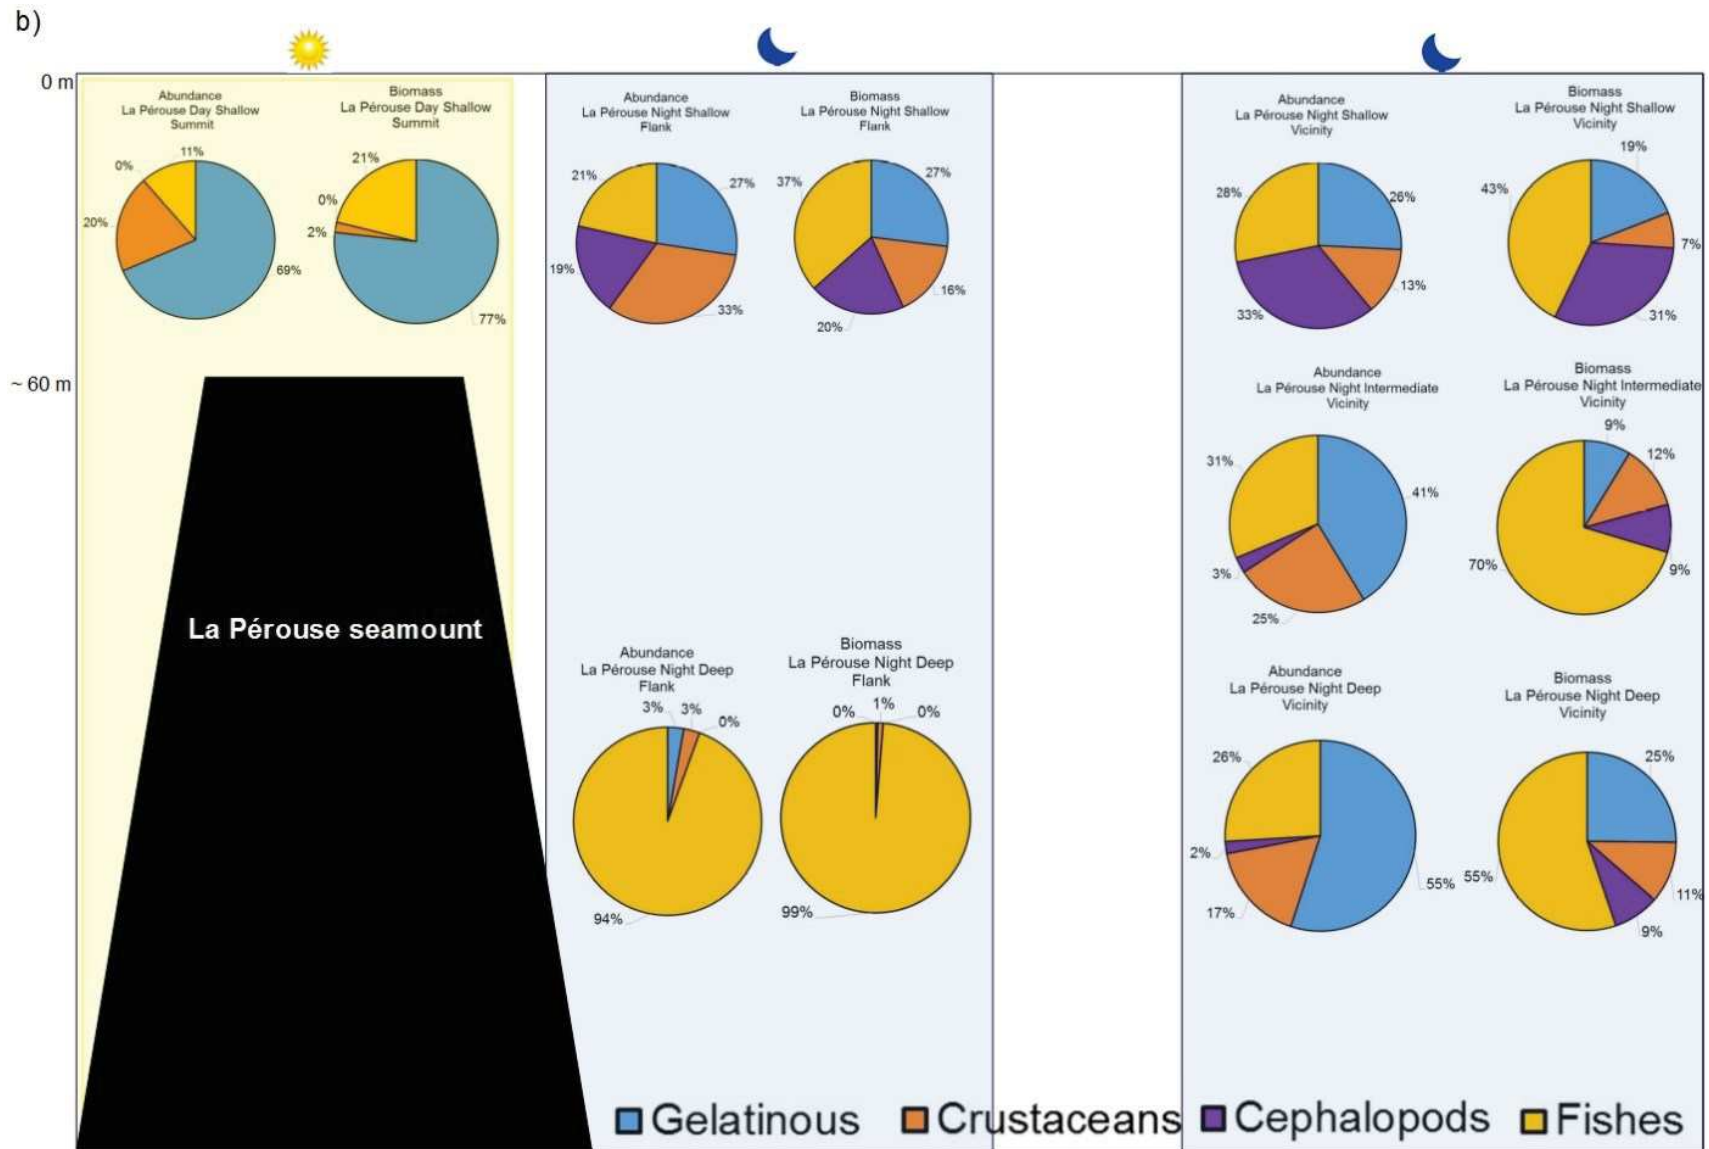 b)
0 m
Abundance
La Pérouse Day Shallow
Summit
11%
0%
20%
69%
Biomass
La Pérouse Day Shallow
Summit
21%
0%
2%
77%
Abundance
La Pérouse Night Shallow
Flank
21%
27%
19%
33%
Biomass
La Pérouse Night Shallow
Flank
37%
27%
16%
20%
Abundance
La Pérouse Night Shallow
Vicinity
28%
26%
13%
33%
Biomass
La Pérouse Night Shallow
Vicinity
19%
43%
7%
31%
~ 60 m
Abundance
La Pérouse Night Intermediate
Vicinity
31%
41%
3%
25%
Biomass
La Pérouse Night Intermediate
Vicinity
9%
12%
70%
9%
La Pérouse seamount
Abundance
La Pérouse Night Deep
Flank
3%
3%
0%
94%
Biomass
La Pérouse Night Deep
Flank
0%
1%
0%
99%
Abundance
La Pérouse Night Deep
Vicinity
26%
2%
17%
55%
Biomass
La Pérouse Night Deep
Vicinity
25%
55%
11%
9%
Gelatinous
Crustaceans
Cephalopods
Fishes